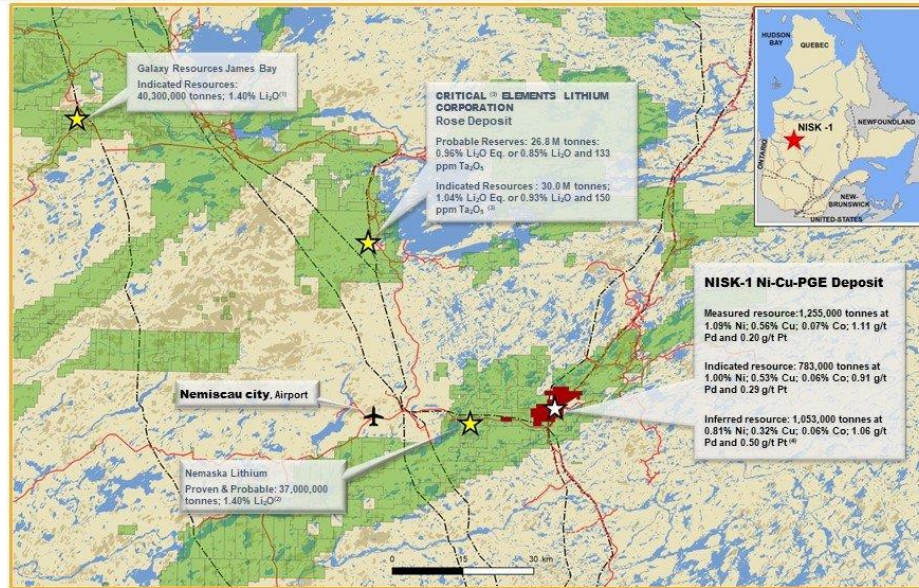 Galaxy Resources James Bay
Indicated Resources:
40,300,000 tonnes; 1.40% Li₂O⁽¹⁾
CRITICAL ⁽³⁾ ELEMENTS LITHIUM
CORPORATION
Rose Deposit
Probable Reserves: 26.8 M tonnes:
0.96% Li₂O Eq. or 0.85% Li₂O and 133
ppm Ta₂O₅
Indicated Resources : 30.0 M tonnes;
1.04% Li₂O Eq. or 0.93% Li₂O and 150
ppm Ta₂O₅ ⁽³⁾
HUDSON
BAY
QUEBEC
NEWFOUNDLAND
NISK -1
ONTARIO
NEW-
BRUNSWICK
UNITED-STATES
NISK-1 Ni-Cu-PGE Deposit
Measured resource:1,255,000 tonnes at
1.09% Ni; 0.56% Cu; 0.07% Co; 1.11 g/t
Pd and 0.20 g/t Pt
Indicated resource: 783,000 tonnes at
1.00% Ni; 0.53% Cu; 0.06% Co; 0.91 g/t
Pd and 0.29 g/t Pt
Inferred resource: 1,053,000 tonnes at
0.81% Ni; 0.32% Cu; 0.06% Co; 1.06 g/t
Pd and 0.50 g/t Pt ⁽⁴⁾
Nemiscau city, Airport
Nemaska Lithium
Proven & Probable: 37,000,000
tonnes; 1.40% Li₂O⁽²⁾
0 15 30 km